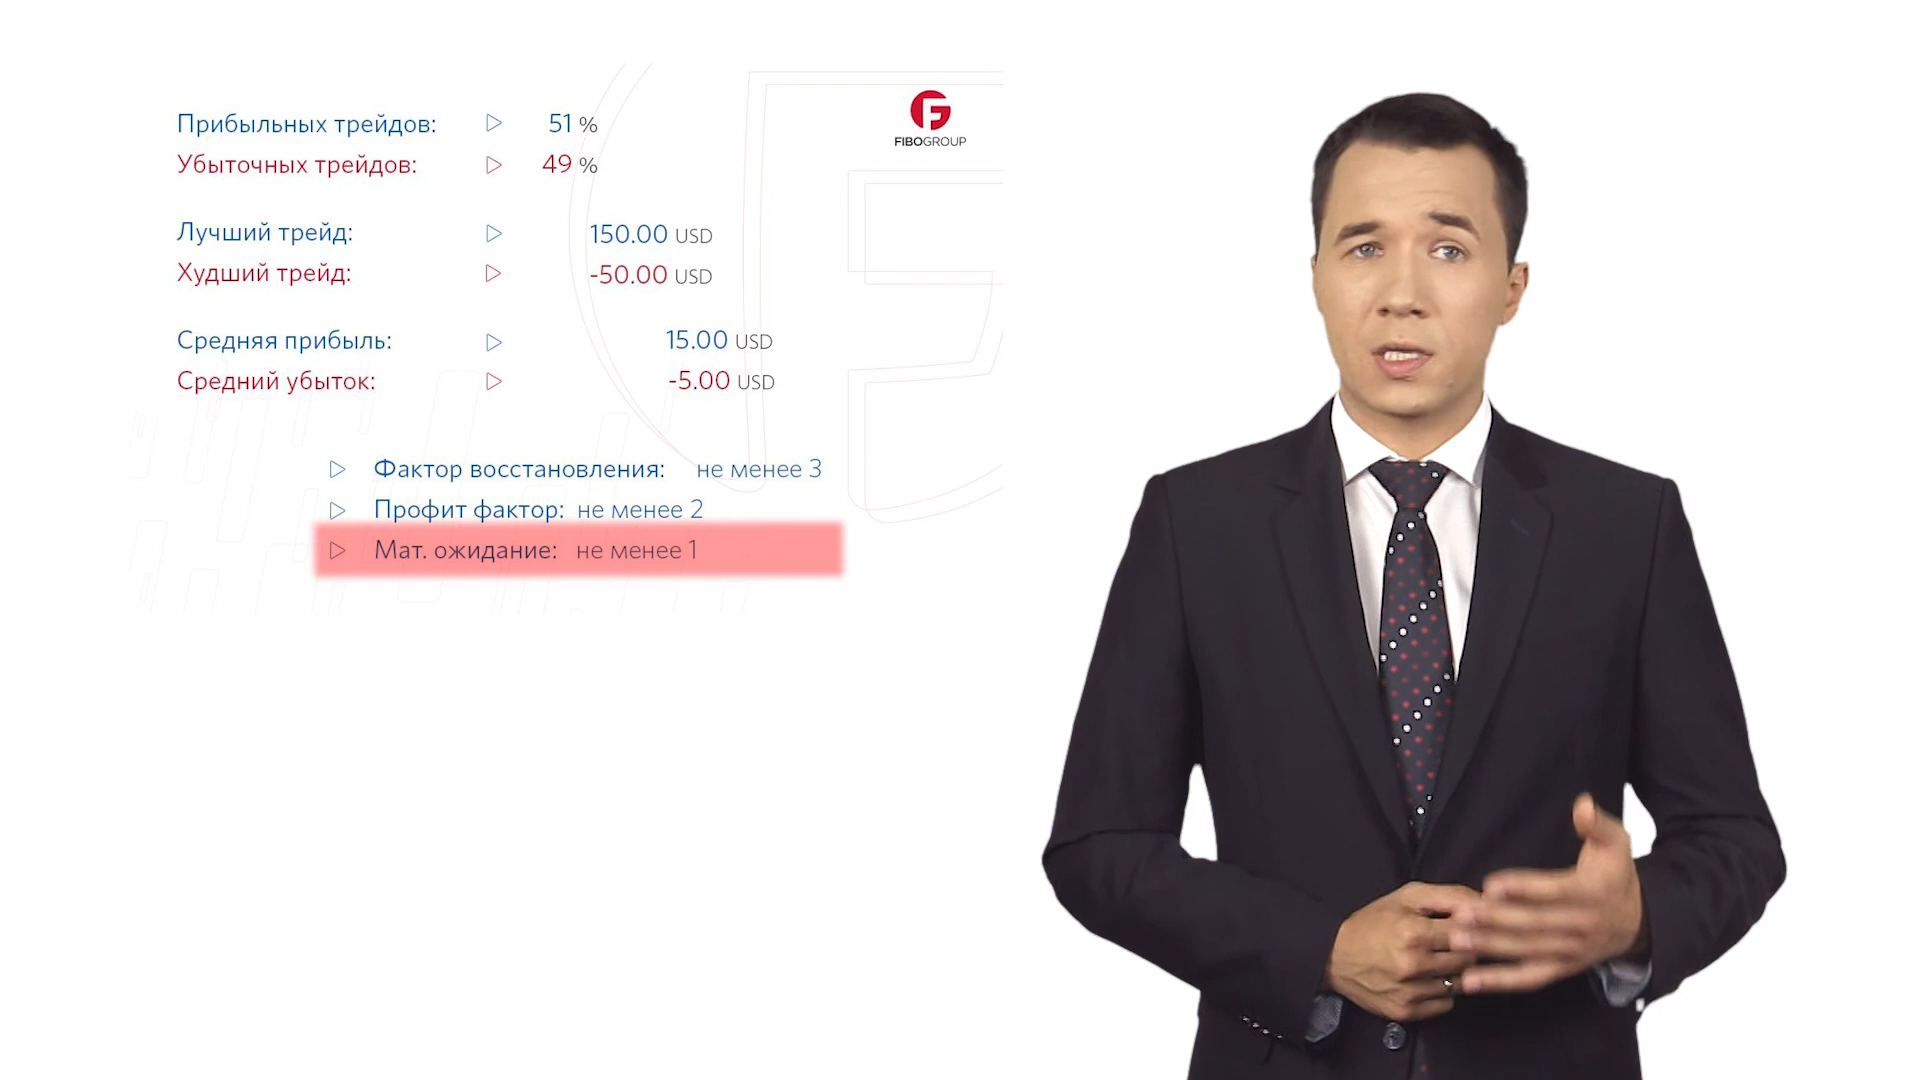 FIBOGROUP
Прибыльных трейдов: 51 %
Убыточных трейдов: 49 %
Лучший трейд: 150.00 USD
Худший трейд: -50.00 USD
Средняя прибыль: 15.00 USD
Средний убыток: -5.00 USD
Фактор восстановления: не менее 3
Профит фактор: не менее 2
Мат. ожидание: не менее 1